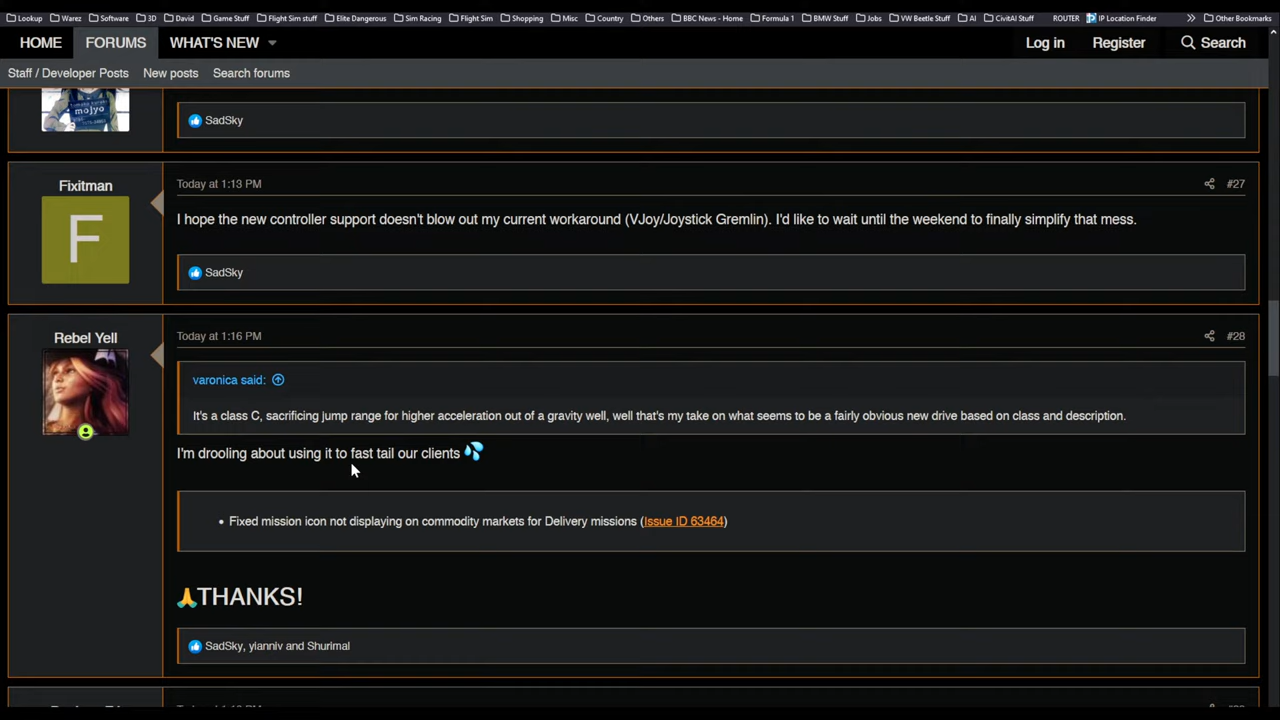 Lookup Warez Software 3D David Game Stuff Flight Sim stuff Elite Dangerous Sim Racing Flight Sim Shopping Misc Country Others BBC News - Home Formula 1 BMW Stuff Jobs VW Beetle Stuff AI CivitAI Stuff ROUTER IP Location Finder Other Bookmarks
HOME FORUMS WHAT'S NEW Log in Register Search
Staff / Developer Posts New posts Search forums
mojyo
SadSky
Fixitman
Today at 1:13 PM #27
F
I hope the new controller support doesn't blow out my current workaround (VJoy/Joystick Gremlin). I'd like to wait until the weekend to finally simplify that mess.
SadSky
Rebel Yell
Today at 1:16 PM #28
varonica said:
It's a class C, sacrificing jump range for higher acceleration out of a gravity well, well that's my take on what seems to be a fairly obvious new drive based on class and description.
I'm drooling about using it to fast tail our clients 💦
• Fixed mission icon not displaying on commodity markets for Delivery missions (Issue ID 63464)
🙏THANKS!
SadSky, yianniv and Shurimal